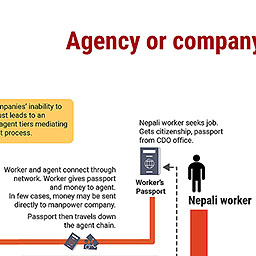 Agency or company
companies' inability to
leads to an
agent tiers mediating
process.
Nepali worker seeks job.
Gets citizenship, passport
from CDO office.
Worker and agent connect through
network. Worker gives passport
and money to agent.
In few cases, money may be sent
directly to manpower company.
Passport then travels down
the agent chain.
Worker's
Passport
Nepali worker